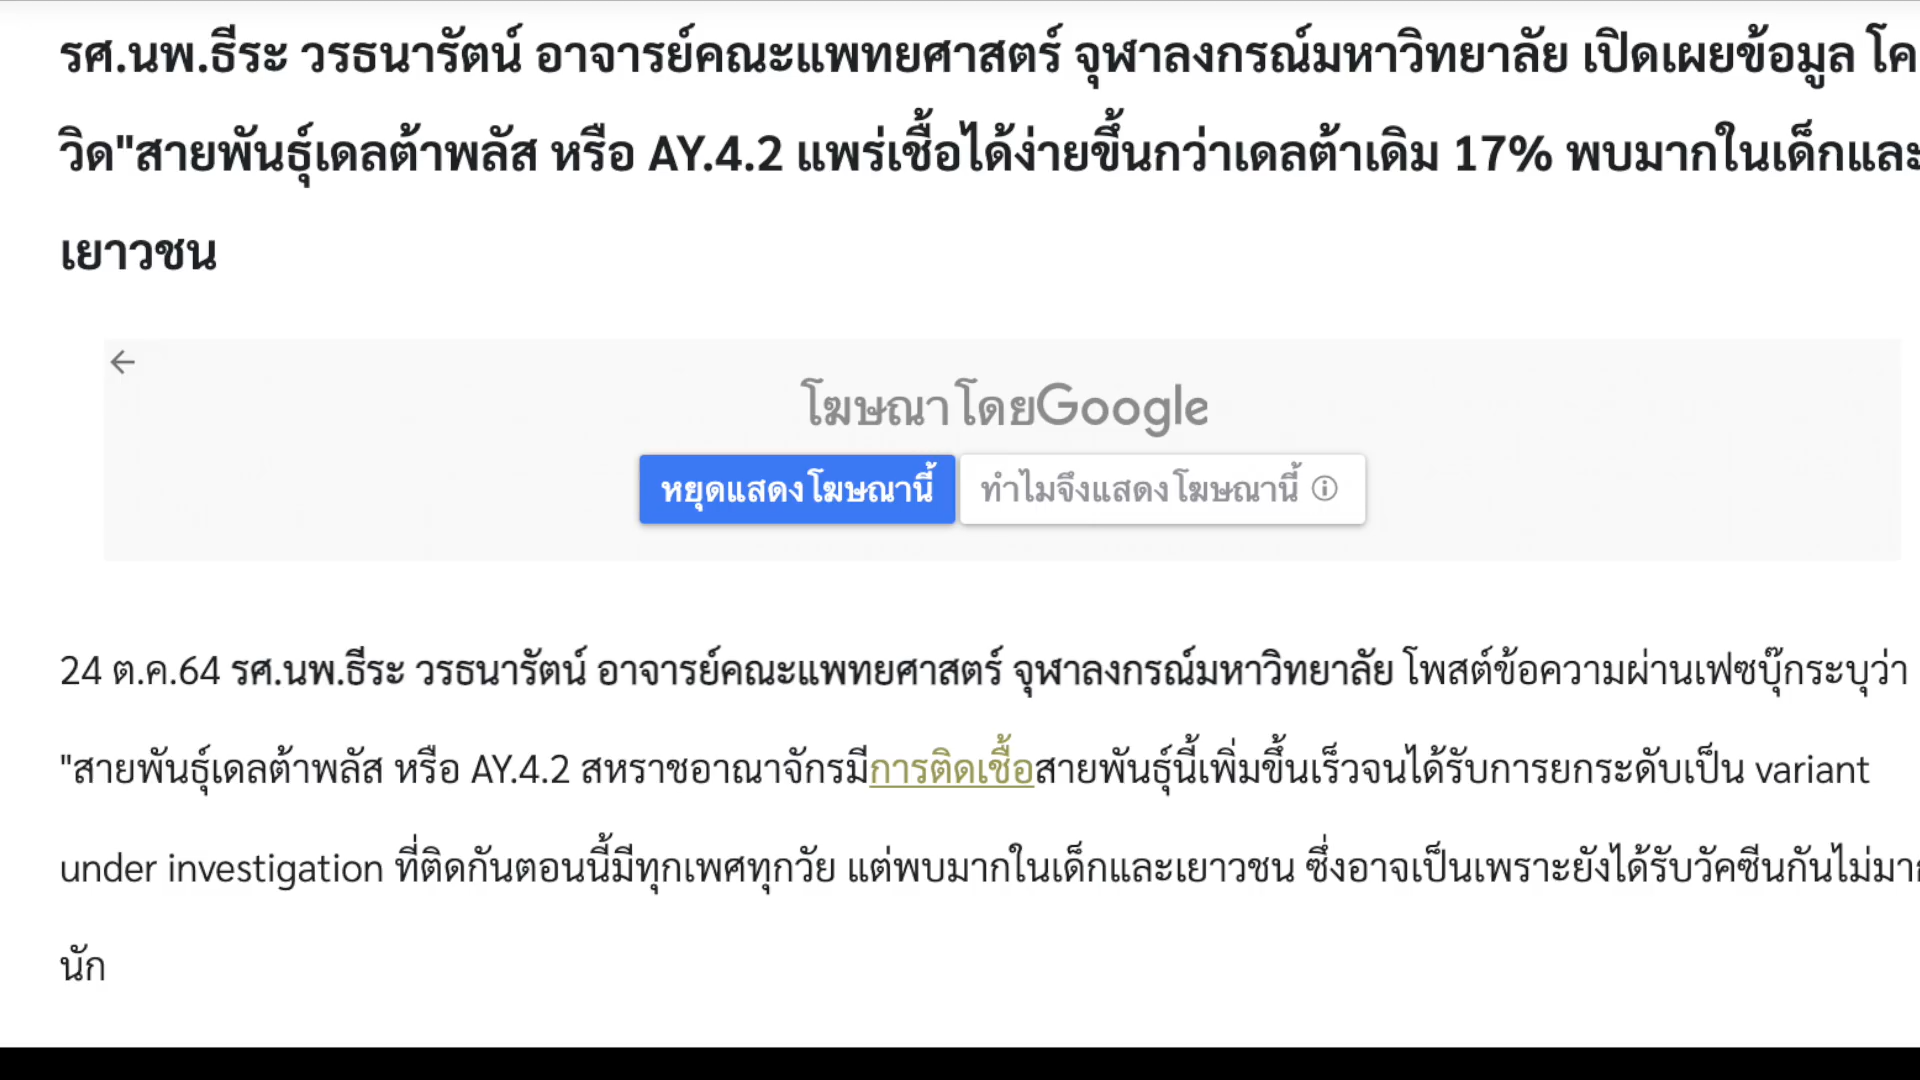 รศ.นพ.ธีระ วรธนารัตน์ อาจารย์คณะแพทยศาสตร์ จุฬาลงกรณ์มหาวิทยาลัย เปิดเผยข้อมูล โค
วิด"สายพันธุ์เดลต้าพลัส หรือ AY.4.2 แพร่เชื้อได้ง่ายขึ้นกว่าเดลต้าเดิม 17% พบมากในเด็กและ
เยาวชน
โฆษณาโดยGoogle
หยุดแสดงโฆษณานี้ ทำไมจึงแสดงโฆษณานี้
24 ต.ค.64 รศ.นพ.ธีระ วรธนารัตน์ อาจารย์คณะแพทยศาสตร์ จุฬาลงกรณ์มหาวิทยาลัย โพสต์ข้อความผ่านเฟซบุ๊กระบุว่า
"สายพันธุ์เดลต้าพลัส หรือ AY.4.2 สหราชอาณาจักรมีการติดเชื้อสายพันธุ์นี้เพิ่มขึ้นเร็วจนได้รับการยกระดับเป็น variant
under investigation ที่ติดกันตอนนี้มีทุกเพศทุกวัย แต่พบมากในเด็กและเยาวชน ซึ่งอาจเป็นเพราะยังได้รับวัคซีนกันไม่มาก
นัก